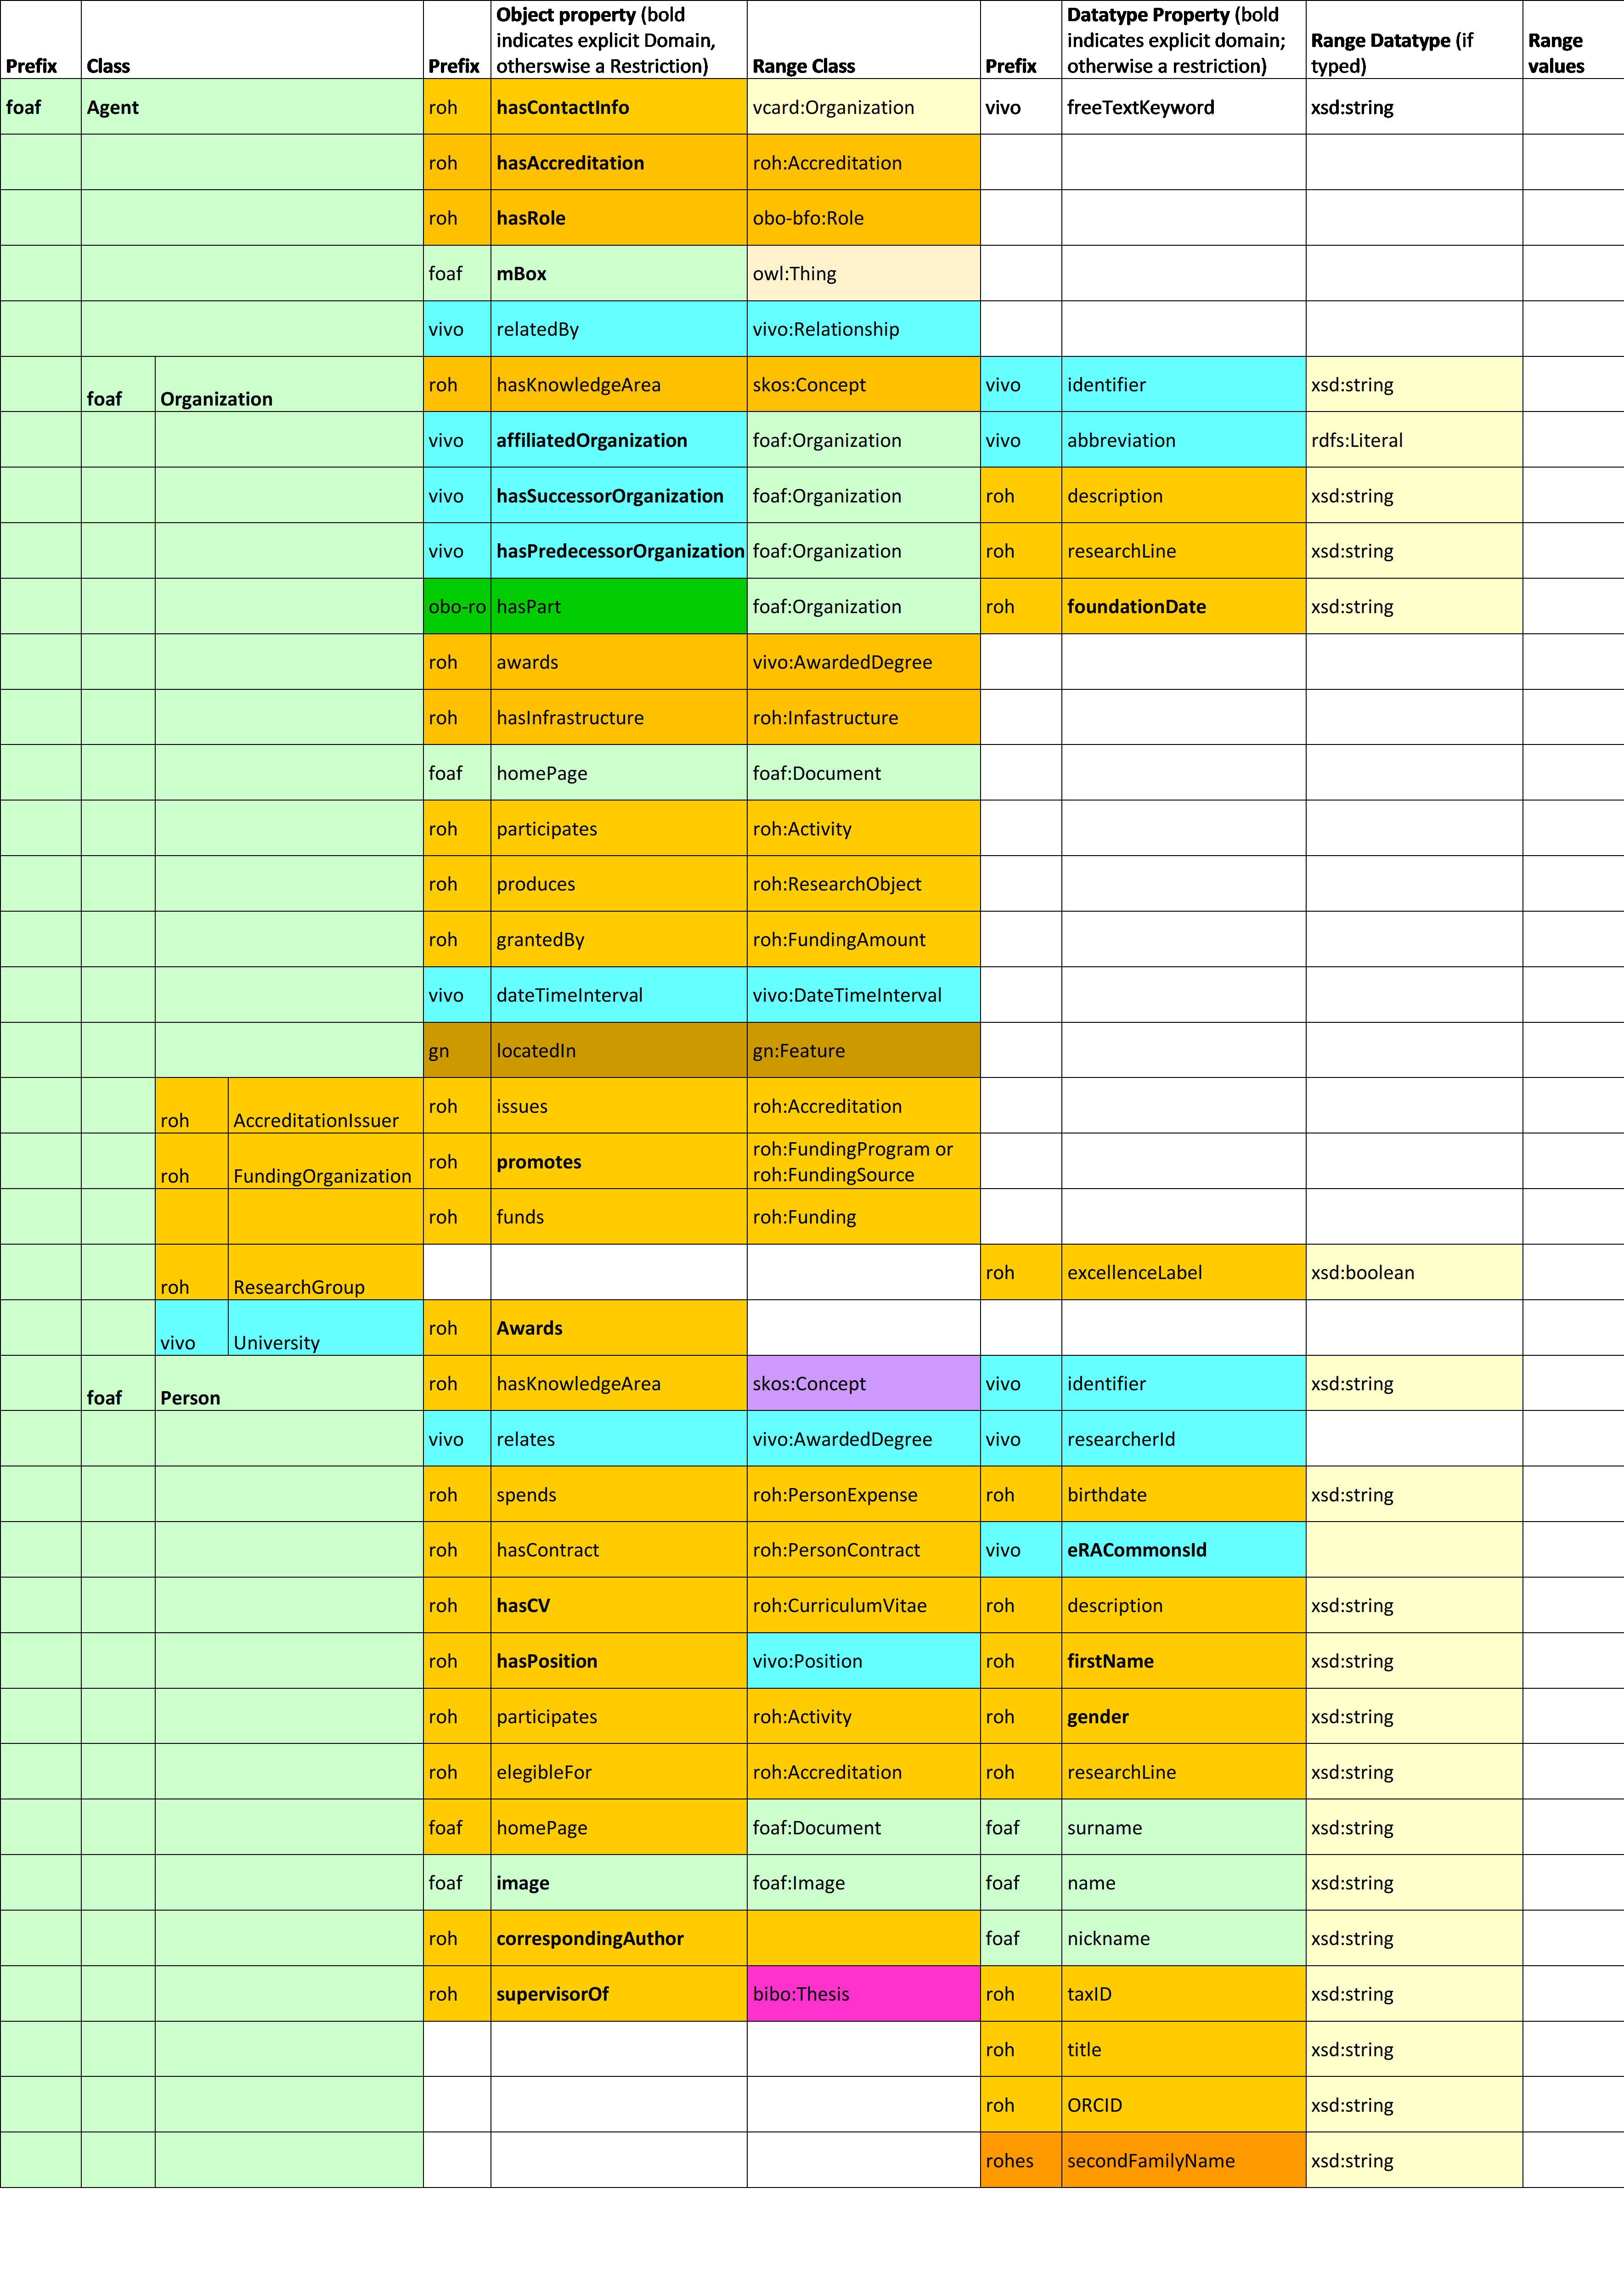 Prefix Class Prefix Object property (bold indicates explicit Domain, otherswise a Restriction) Range Class Prefix Datatype Property (bold indicates explicit domain; otherwise a restriction) Range Datatype (if typed) Range values
foaf Agent roh hasContactInfo vcard:Organization vivo freeTextKeyword xsd:string
roh hasAccreditation roh:Accreditation
roh hasRole obo-bfo:Role
foaf mBox owl:Thing
vivo relatedBy vivo:Relationship
foaf Organization roh hasKnowledgeArea skos:Concept vivo identifier xsd:string
vivo affiliatedOrganization foaf:Organization vivo abbreviation rdfs:Literal
vivo hasSuccessorOrganization foaf:Organization roh description xsd:string
vivo hasPredecessorOrganization foaf:Organization roh researchLine xsd:string
obo-ro hasPart foaf:Organization roh foundationDate xsd:string
roh awards vivo:AwardedDegree
roh hasInfrastructure roh:Infastructure
foaf homePage foaf:Document
roh participates roh:Activity
roh produces roh:ResearchObject
roh grantedBy roh:FundingAmount
vivo dateTimeInterval vivo:DateTimeInterval
gn locatedIn gn:Feature
roh AccreditationIssuer roh issues roh:Accreditation
roh FundingOrganization roh promotes roh:FundingProgram or roh:FundingSource
roh funds roh:Funding
roh ResearchGroup roh excellenceLabel xsd:boolean
vivo University roh Awards
foaf Person roh hasKnowledgeArea skos:Concept vivo identifier xsd:string
vivo relates vivo:AwardedDegree vivo researcherId
roh spends roh:PersonExpense roh birthdate xsd:string
roh hasContract roh:PersonContract vivo eRACommonsId
roh hasCV roh:CurriculumVitae roh description xsd:string
roh hasPosition vivo:Position roh firstName xsd:string
roh participates roh:Activity roh gender xsd:string
roh elegibleFor roh:Accreditation roh researchLine xsd:string
foaf homePage foaf:Document foaf surname xsd:string
foaf image foaf:Image foaf name xsd:string
roh correspondingAuthor foaf nickname xsd:string
roh supervisorOf bibo:Thesis roh taxID xsd:string
roh title xsd:string
roh ORCID xsd:string
rohes secondFamilyName xsd:string